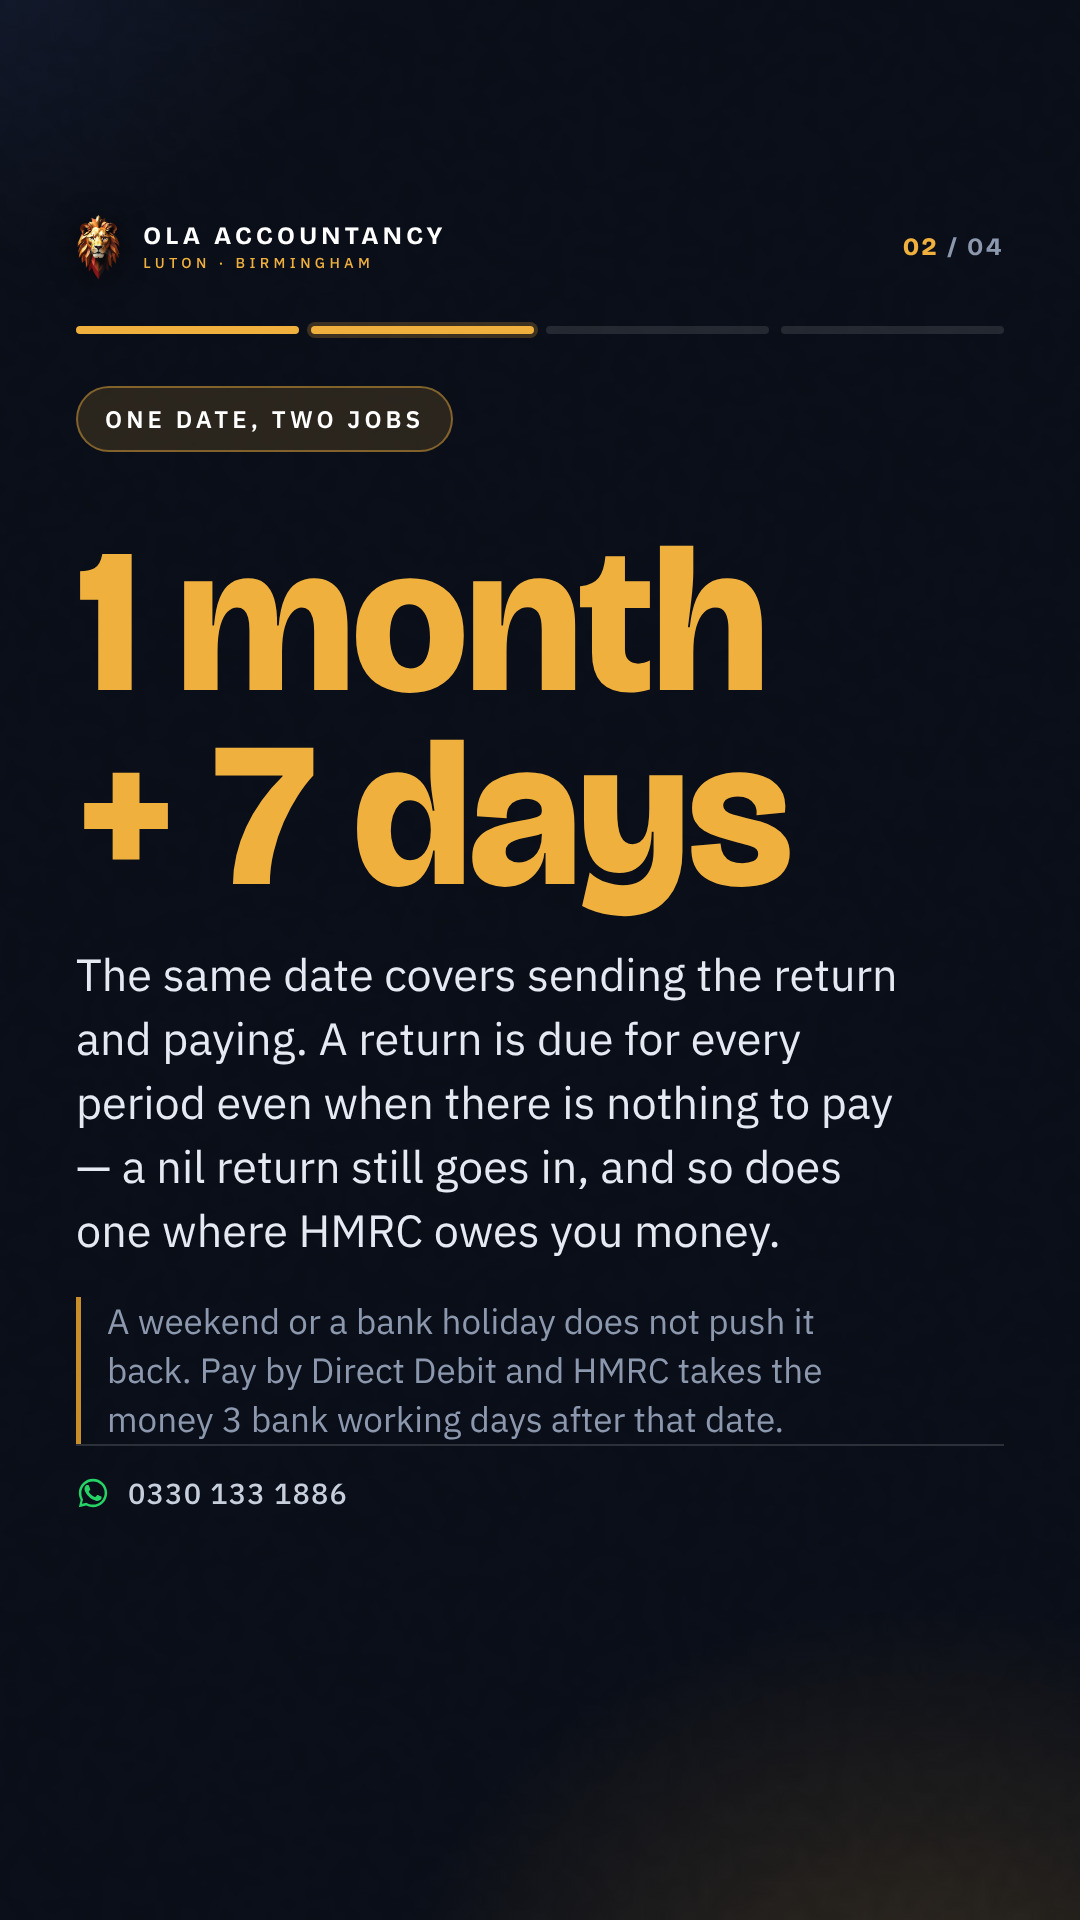 OLA ACCOUNTANCY
LUTON · BIRMINGHAM
02 / 04
ONE DATE, TWO JOBS
1 month
+ 7 days
The same date covers sending the return
and paying. A return is due for every
period even when there is nothing to pay
— a nil return still goes in, and so does
one where HMRC owes you money.
A weekend or a bank holiday does not push it
back. Pay by Direct Debit and HMRC takes the
money 3 bank working days after that date.
0330 133 1886